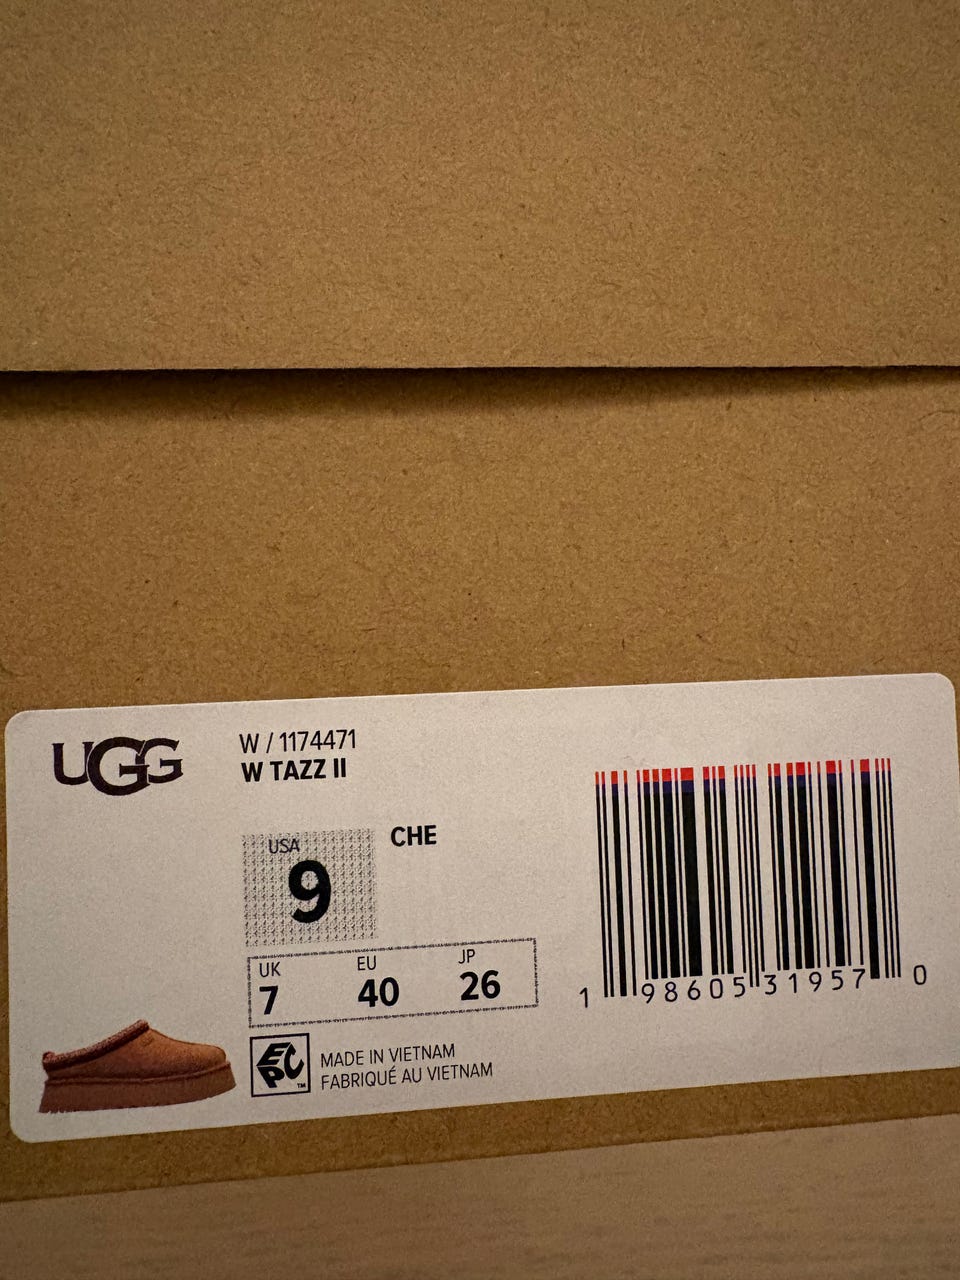 UGG
W / 1174471
W TAZZ II
USA
9
CHE
UK EU JP
7 40 26
EPC™
MADE IN VIETNAM
FABRIQUÉ AU VIETNAM
1 98605 31957 0